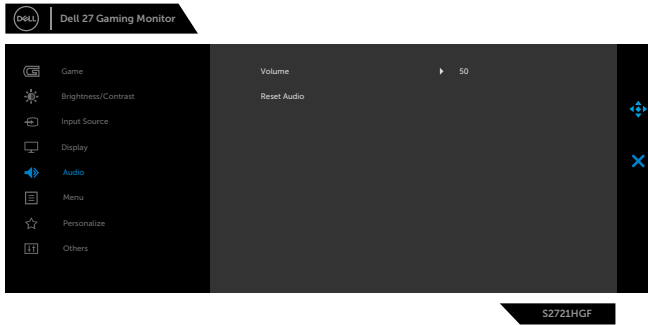 DELL
Dell 27 Gaming Monitor
Game
Volume 50
Brightness/Contrast
Reset Audio
Input Source
Display
Audio
Menu
Personalize
Others
S2721HGF